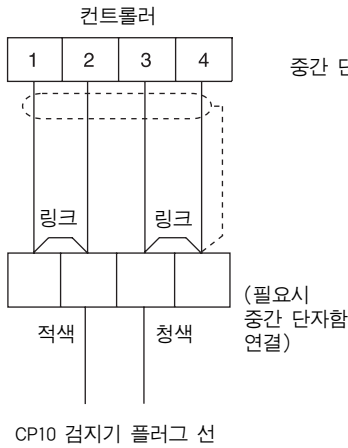 컨트롤러
1 2 3 4
중간 단
링크 링크
적색 청색
(필요시
중간 단자함
연결)
CP10 검지기 플러그 선